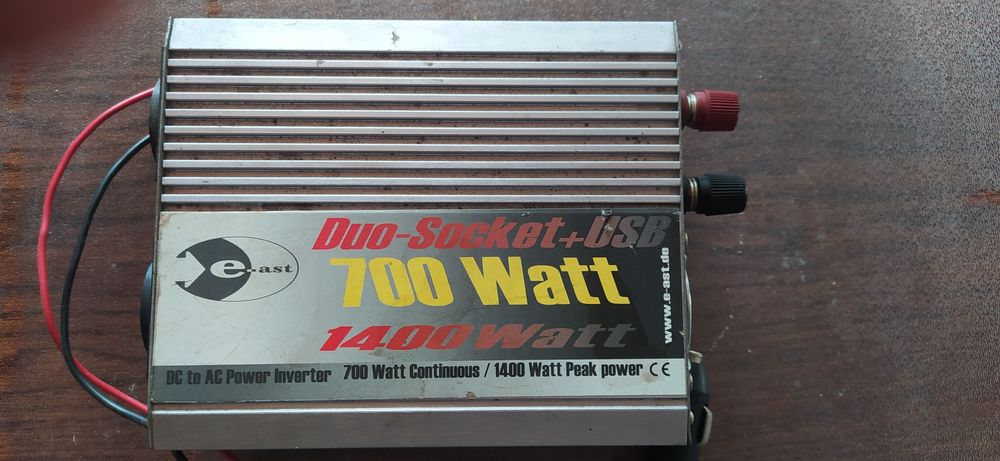 Duo-Socket+USB
e-ast
700 Watt
www.e-ast.de
1400 Watt
DC to AC Power Inverter 700 Watt Continuous / 1400 Watt Peak power CE